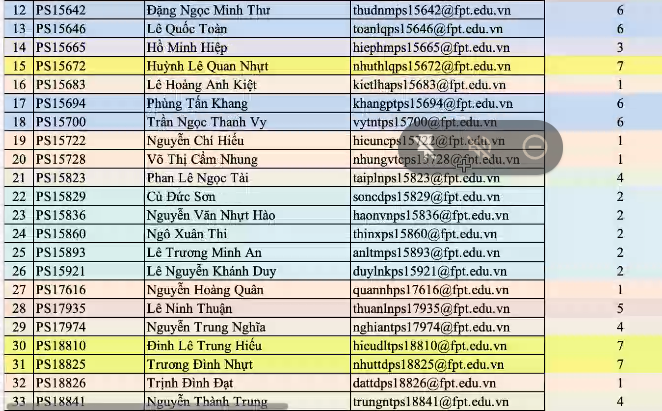 12 PS15642 Đặng Ngọc Minh Thư thudnmps15642@fpt.edu.vn 6
13 PS15646 Lê Quốc Toàn toanlqps15646@fpt.edu.vn 6
14 PS15665 Hồ Minh Hiệp hiephmps15665@fpt.edu.vn 3
15 PS15672 Huỳnh Lê Quan Nhựt nhuthlqps15672@fpt.edu.vn 7
16 PS15683 Lê Hoàng Anh Kiệt kietlhaps15683@fpt.edu.vn 1
17 PS15694 Phùng Tấn Khang khangptps15694@fpt.edu.vn 6
18 PS15700 Trần Ngọc Thanh Vy vytntps15700@fpt.edu.vn 6
19 PS15722 Nguyễn Chí Hiếu hieuncps15722@fpt.edu.vn 1
20 PS15728 Võ Thị Cẩm Nhung nhungvtcps15728@fpt.edu.vn 1
21 PS15823 Phan Lê Ngọc Tài taiplnps15823@fpt.edu.vn 4
22 PS15829 Cù Đức Sơn soncdps15829@fpt.edu.vn 2
23 PS15836 Nguyễn Văn Nhựt Hào haonvnps15836@fpt.edu.vn 2
24 PS15860 Ngô Xuân Thi thinxps15860@fpt.edu.vn 2
25 PS15893 Lê Trương Minh An anltmps15893@fpt.edu.vn 2
26 PS15921 Lê Nguyễn Khánh Duy duylnkps15921@fpt.edu.vn 2
27 PS17616 Nguyễn Hoàng Quân quannhps17616@fpt.edu.vn 1
28 PS17935 Lê Ninh Thuận thuanlnps17935@fpt.edu.vn 5
29 PS17974 Nguyễn Trung Nghĩa nghiantps17974@fpt.edu.vn 4
30 PS18810 Đinh Lê Trung Hiếu hieudltps18810@fpt.edu.vn 7
31 PS18825 Trương Đình Nhựt nhuttdps18825@fpt.edu.vn 7
32 PS18826 Trịnh Đình Đạt dattdps18826@fpt.edu.vn 1
33 PS18841 Nguyễn Thành Trung trungntps18841@fpt.edu.vn 4